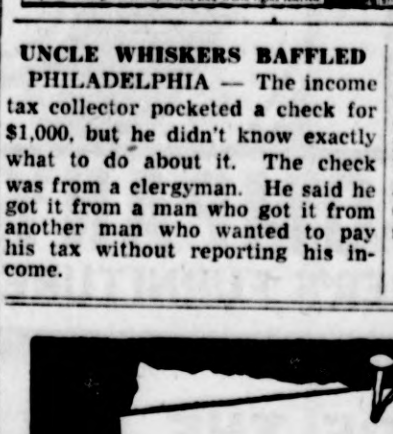 UNCLE WHISKERS BAFFLED
PHILADELPHIA — The income
tax collector pocketed a check for
$1,000, but he didn't know exactly
what to do about it. The check
was from a clergyman. He said he
got it from a man who got it from
another man who wanted to pay
his tax without reporting his in-
come.